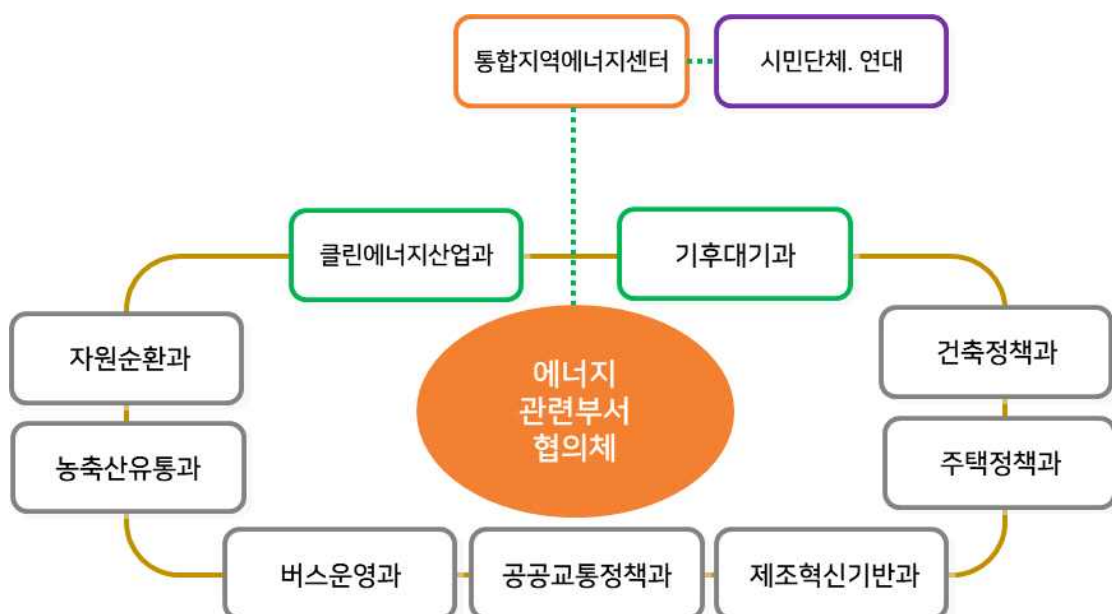 통합지역에너지센터
시민단체. 연대
클린에너지산업과
기후대기과
자원순환과
에너지
관련부서
협의체
건축정책과
농축산유통과
주택정책과
버스운영과
공공교통정책과
제조혁신기반과